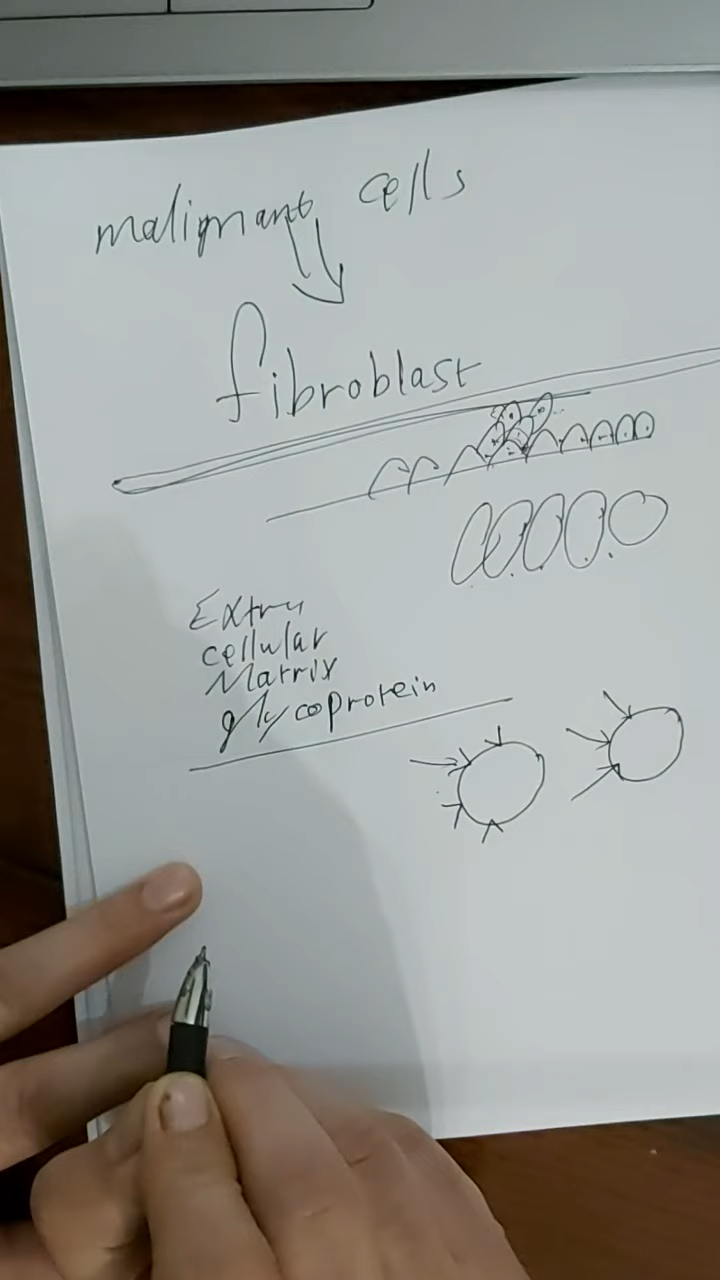 malignant cells
fibroblast
Extra
cellular
Matrix
glycoprotein